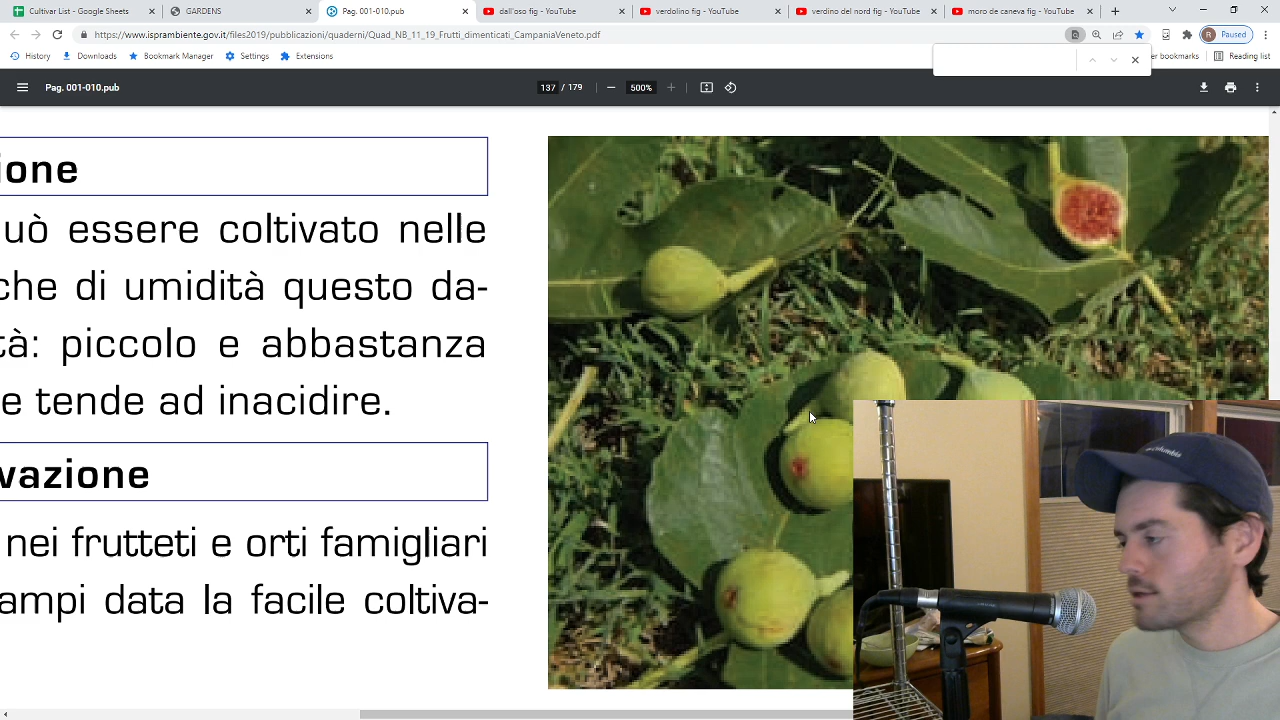 Cultivar List - Google Sheets
GARDENS
Pag. 001-010.pub
dall'oso fig - YouTube
verdolino fig - YouTube
verdino del nord fig - YouTube
moro de caneva fig - YouTube
https://www.isprambiente.gov.it/files2019/pubblicazioni/quaderni/Quad_NB_11_19_Frutti_dimenticati_CampaniaVeneto.pdf
R Paused
History
Downloads
Bookmark Manager
Settings
Extensions
er bookmarks
Reading list
Pag. 001-010.pub
137 / 179
500%
ione
uò essere coltivato nelle
che di umidità questo da-
tà: piccolo e abbastanza
e tende ad inacidire.
vazione
nei frutteti e orti famigliari
ampi data la facile coltiva-
Columbia